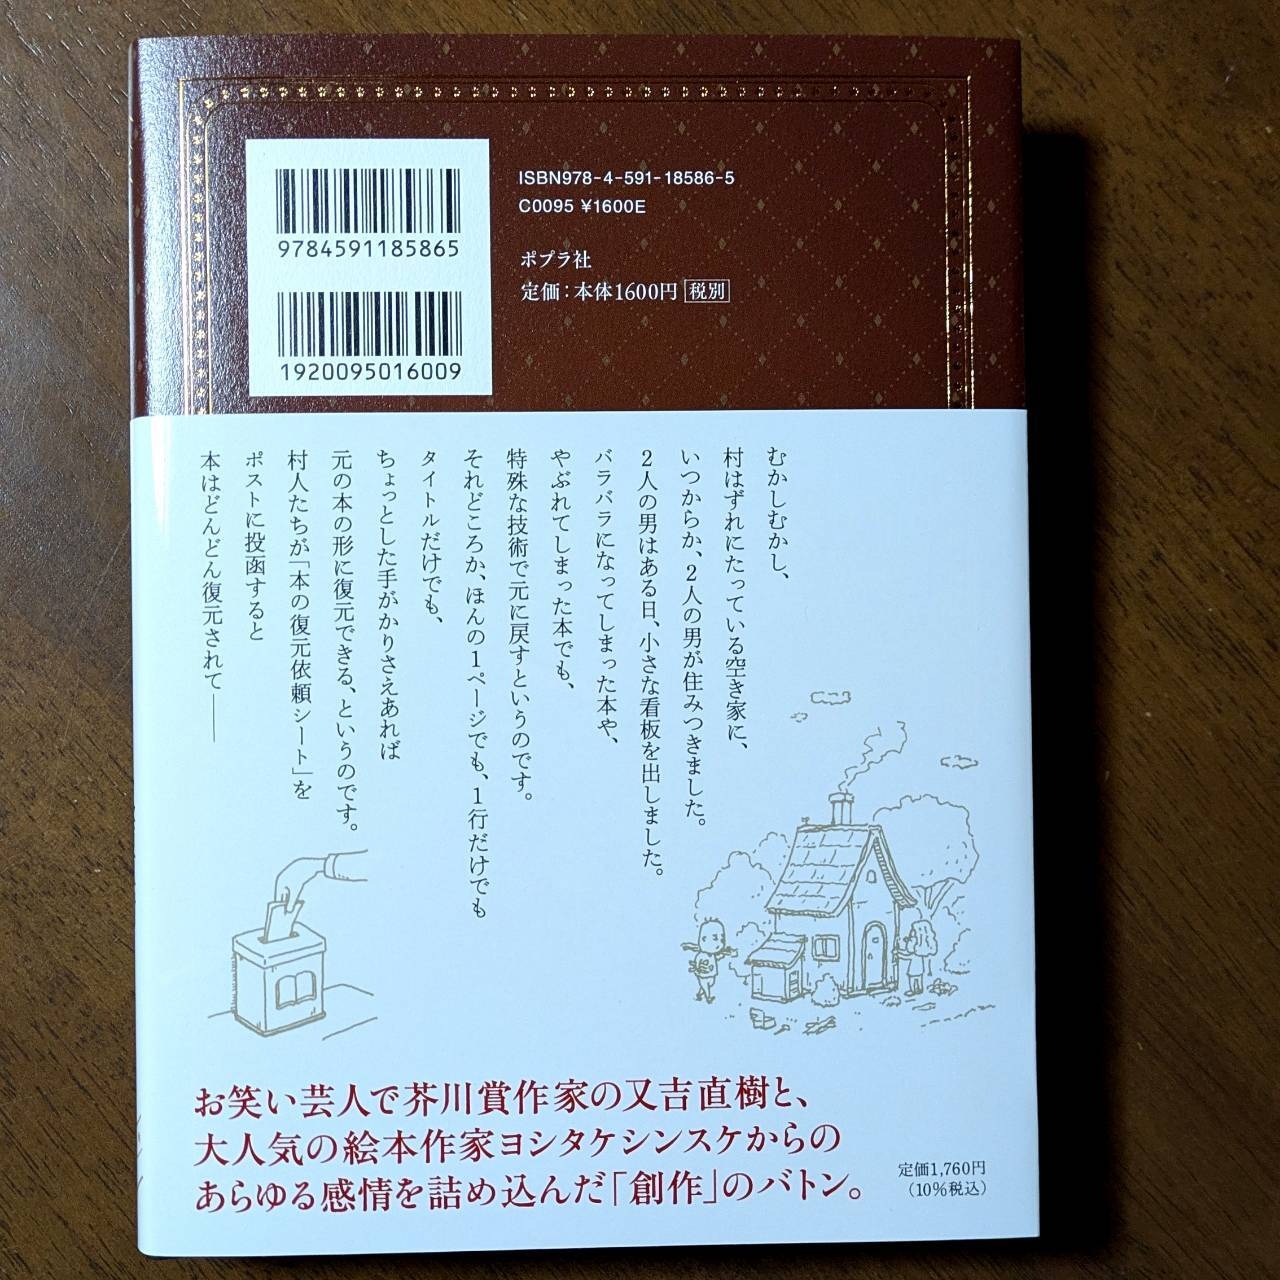 9784591185865
1920095016009
ISBN978-4-591-18586-5
C0095 ¥1600E
ポプラ社
定価：本体1600円 税別
むかしむかし、
村はずれにたっている空き家に、
いつからか、2人の男が住みつきました。
2人の男はある日、小さな看板を出しました。
バラバラになってしまった本や、
やぶれてしまった本でも、
特殊な技術で元に戻すというのです。
それどころか、ほんの1ページでも、1行だけでも
タイトルだけでも、
ちょっとした手がかりさえあれば
元の本の形に復元できる、というのです。
村人たちが「本の復元依頼シート」を
ポストに投函すると
本はどんどん復元されて――
お笑い芸人で芥川賞作家の又吉直樹と、
大人気の絵本作家ヨシタケシンスケからの
あらゆる感情を詰め込んだ「創作」のバトン。
定価1,760円
（10%税込）